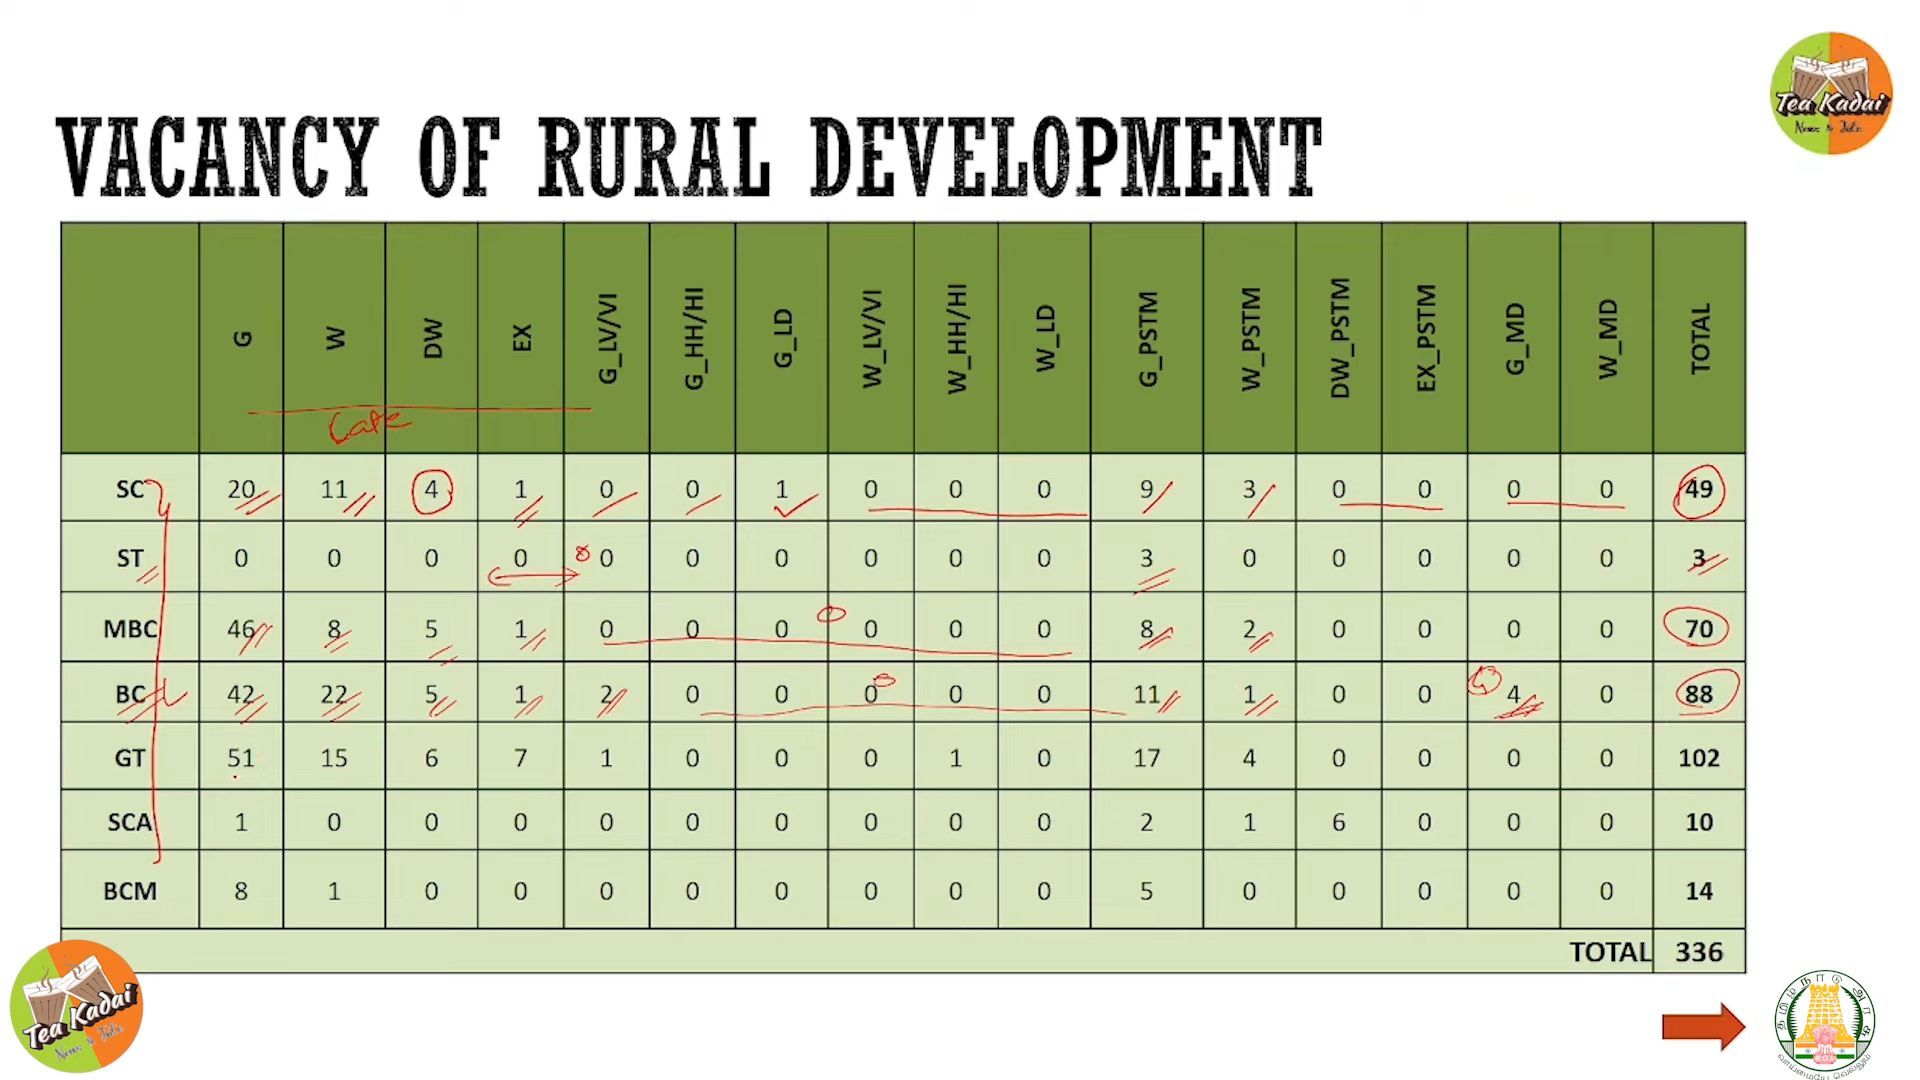 Tea Kadai
News & Jobs
VACANCY OF RURAL DEVELOPMENT
G W DW EX G_LV/VI G_HH/HI G_LD W_LV/VI W_HH/HI W_LD G_PSTM W_PSTM DW_PSTM EX_PSTM G_MD W_MD TOTAL
SC 20 11 4 1 0 0 1 0 0 0 9 3 0 0 0 0 49
ST 0 0 0 0 0 0 0 0 0 0 3 0 0 0 0 0 3
MBC 46 8 5 1 0 0 0 0 0 0 8 2 0 0 0 0 70
BC 42 22 5 1 2 0 0 0 0 0 11 1 0 0 4 0 88
GT 51 15 6 7 1 0 0 0 1 0 17 4 0 0 0 0 102
SCA 1 0 0 0 0 0 0 0 0 0 2 1 6 0 0 0 10
BCM 8 1 0 0 0 0 0 0 0 0 5 0 0 0 0 0 14
TOTAL 336
Tea Kadai
News & Jobs